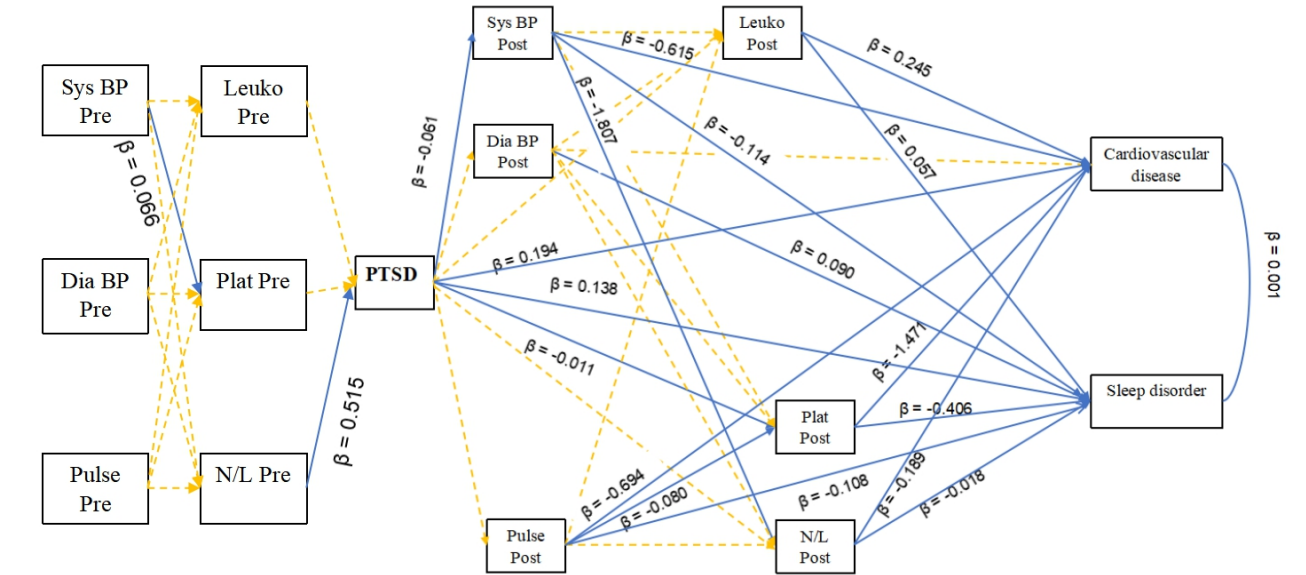 Sys BP
Pre
Dia BP
Pre
Pulse
Pre
β = 0.066
Leuko
Pre
Plat Pre
N/L Pre
β = 0.515
PTSD
β = -0.061
Sys BP
Post
Dia BP
Post
Pulse
Post
Leuko
Post
Plat
Post
N/L
Post
β = -0.615
β = -1.807
β = -0.114
β = 0.245
β = 0.057
β = 0.194
β = 0.138
β = -0.011
β = 0.090
β = -1.471
β = -0.406
β = -0.694
β = -0.080
β = -0.108
β = -0.189
β = -0.018
Cardiovascular
disease
Sleep disorder
β = 0.001